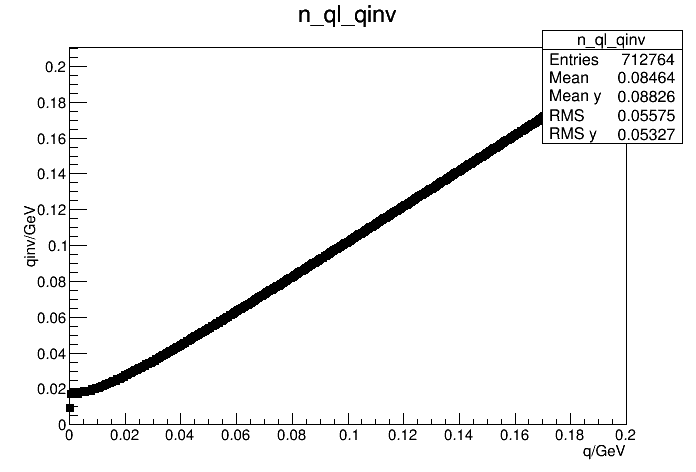 n_ql_qinv
n_ql_qinv
Entries 712764
Mean 0.08464
Mean y 0.08826
RMS 0.05575
RMS y 0.05327
qinv/GeV
0.2
0.18
0.16
0.14
0.12
0.1
0.08
0.06
0.04
0.02
0
0 0.02 0.04 0.06 0.08 0.1 0.12 0.14 0.16 0.18 0.2
q/GeV